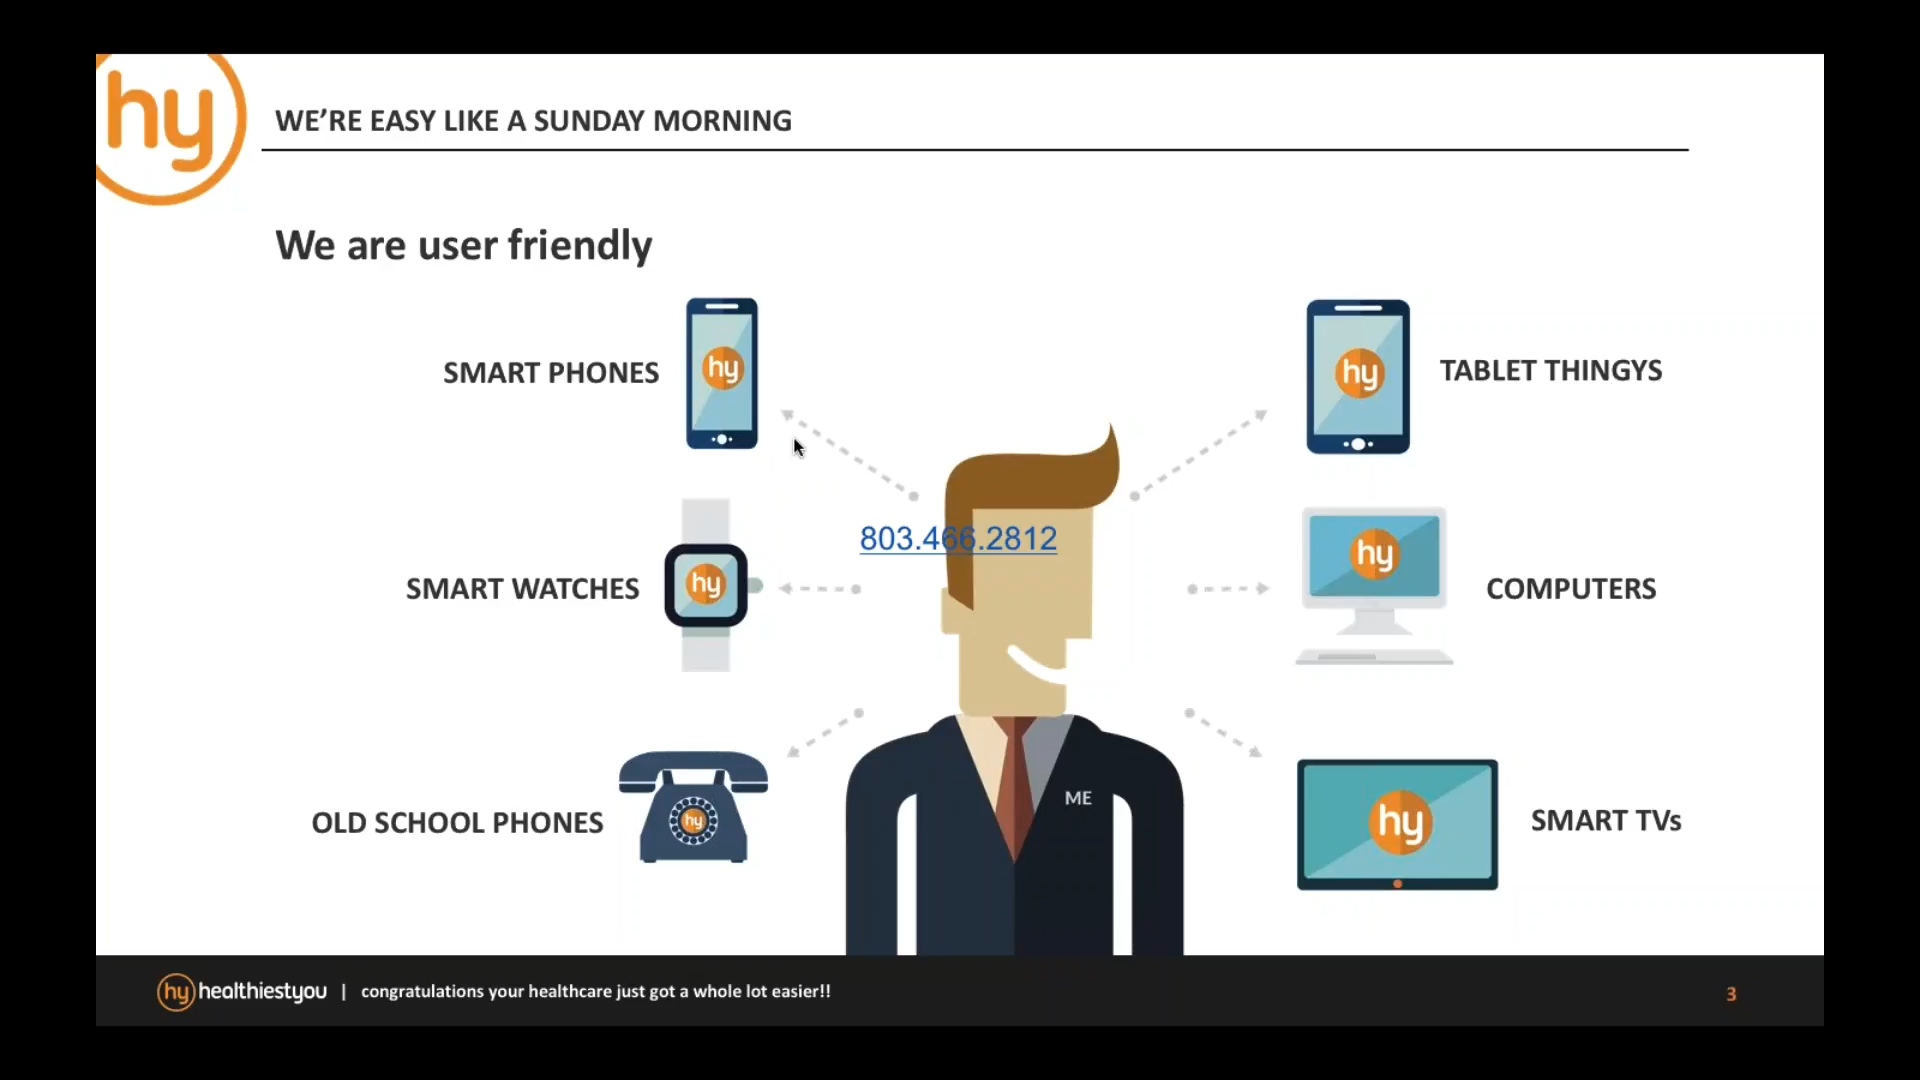 hy
WE'RE EASY LIKE A SUNDAY MORNING
We are user friendly
SMART PHONES
hy
hy
TABLET THINGYS
803.466.2812
SMART WATCHES
hy
hy
COMPUTERS
OLD SCHOOL PHONES
hy
ME
hy
SMART TVs
hy healthiestyou | congratulations your healthcare just got a whole lot easier!!
3